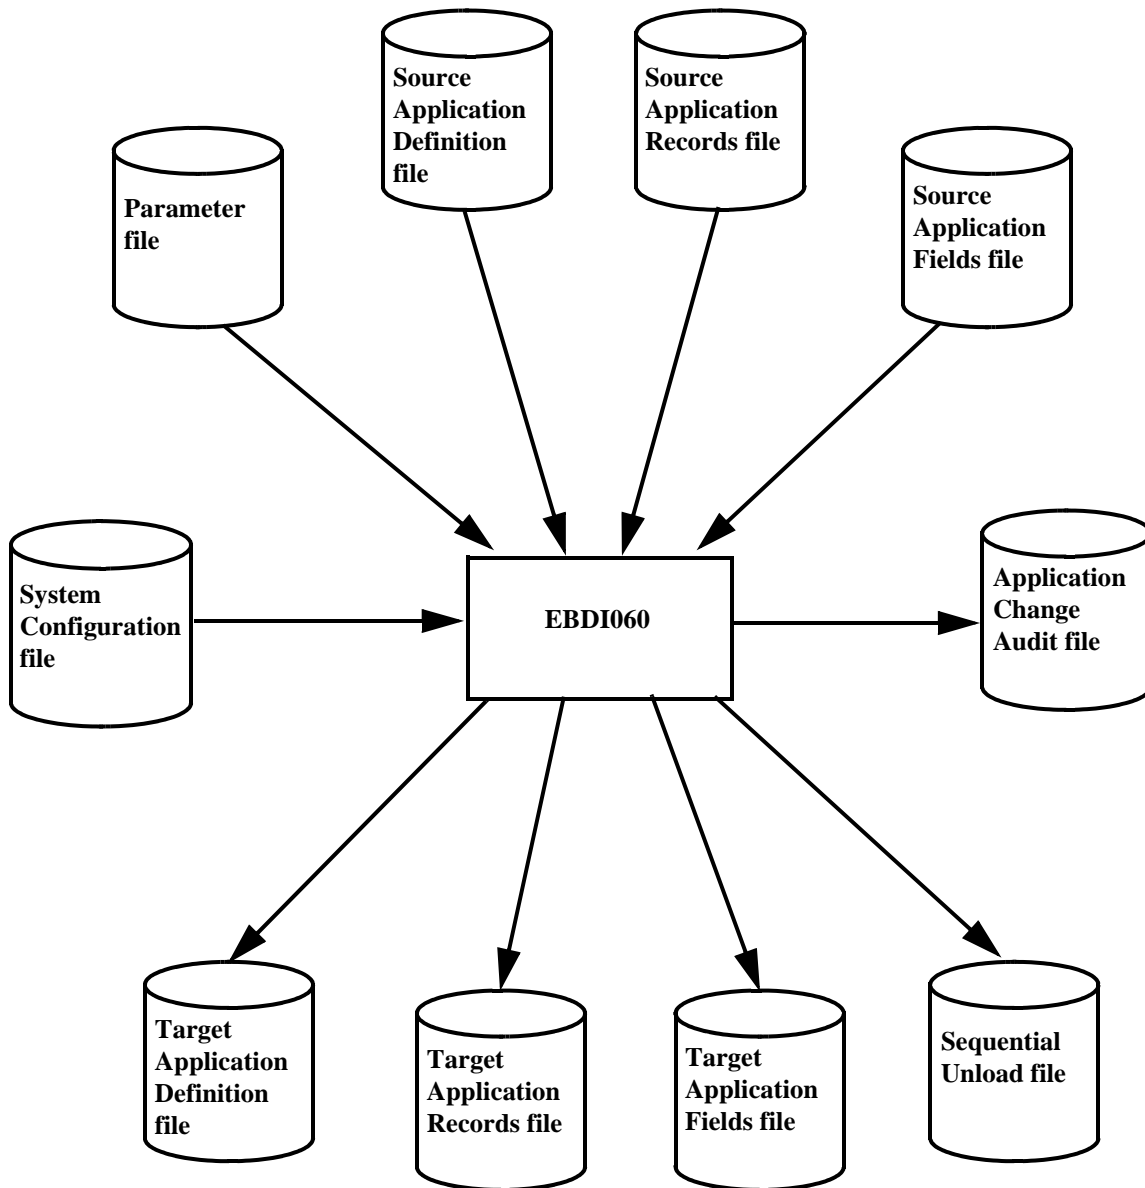 Source
Application
Definition
file
Source
Application
Records file
Parameter
file
Source
Application
Fields file
System
Configuration
file
EBDI060
Application
Change
Audit file
Target
Application
Definition
file
Target
Application
Records file
Target
Application
Fields file
Sequential
Unload file